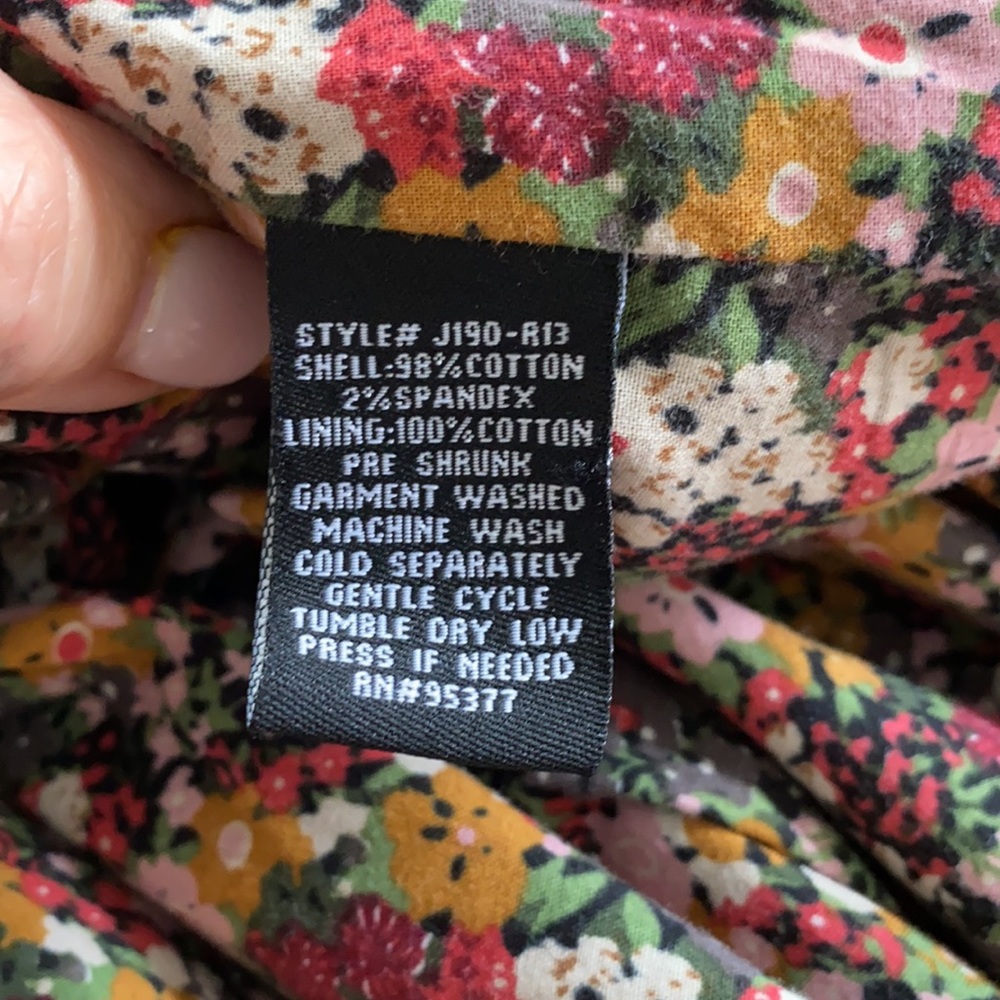 STYLE# J190-R13
SHELL:98%COTTON
2%SPANDEX
LINING:100%COTTON
PRE SHRUNK
GARMENT WASHED
MACHINE WASH
COLD SEPARATELY
GENTLE CYCLE
TUMBLE DRY LOW
PRESS IF NEEDED
RN#95377